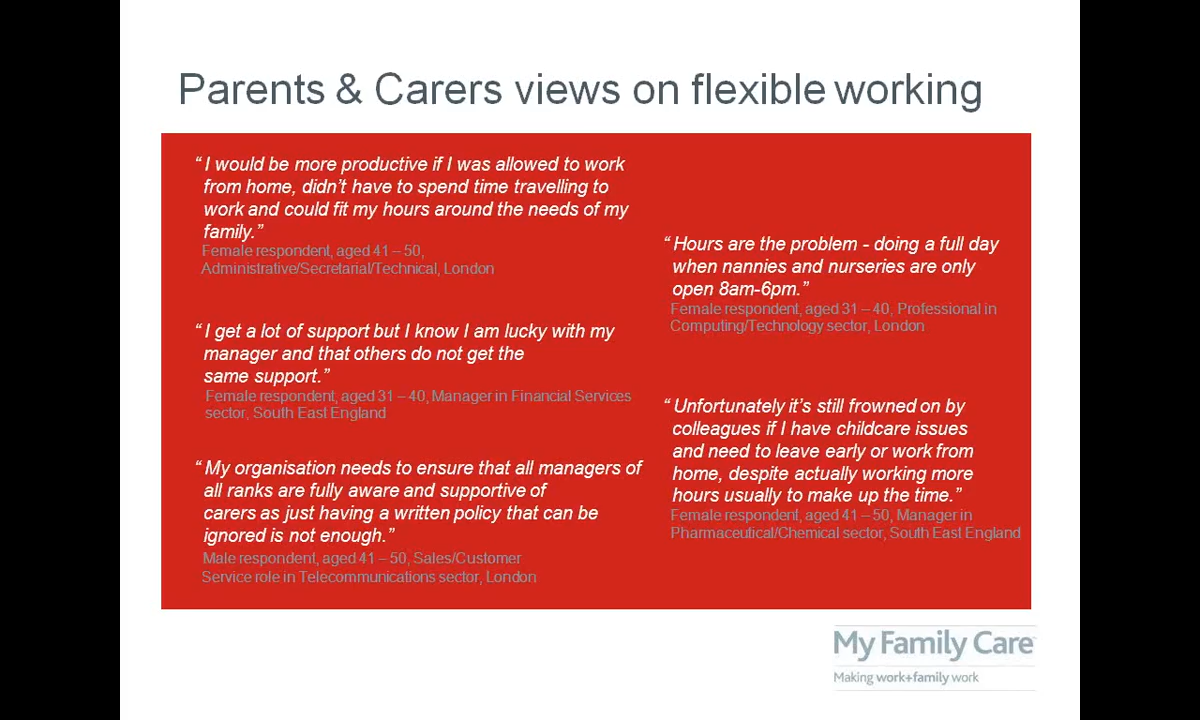 Parents & Carers views on flexible working
“ I would be more productive if I was allowed to work
from home, didn’t have to spend time travelling to
work and could fit my hours around the needs of my
family.”
Female respondent, aged 41 – 50,
Administrative/Secretarial/Technical, London
“ I get a lot of support but I know I am lucky with my
manager and that others do not get the
same support.”
Female respondent, aged 31 – 40, Manager in Financial Services
sector, South East England
“ My organisation needs to ensure that all managers of
all ranks are fully aware and supportive of
carers as just having a written policy that can be
ignored is not enough.”
Male respondent, aged 41 – 50, Sales/Customer
Service role in Telecommunications sector, London
“ Hours are the problem - doing a full day
when nannies and nurseries are only
open 8am-6pm.”
Female respondent, aged 31 – 40, Professional in
Computing/Technology sector, London
“ Unfortunately it’s still frowned on by
colleagues if I have childcare issues
and need to leave early or work from
home, despite actually working more
hours usually to make up the time.”
Female respondent, aged 41 – 50, Manager in
Pharmaceutical/Chemical sector, South East England
My Family Care
Making work+family work